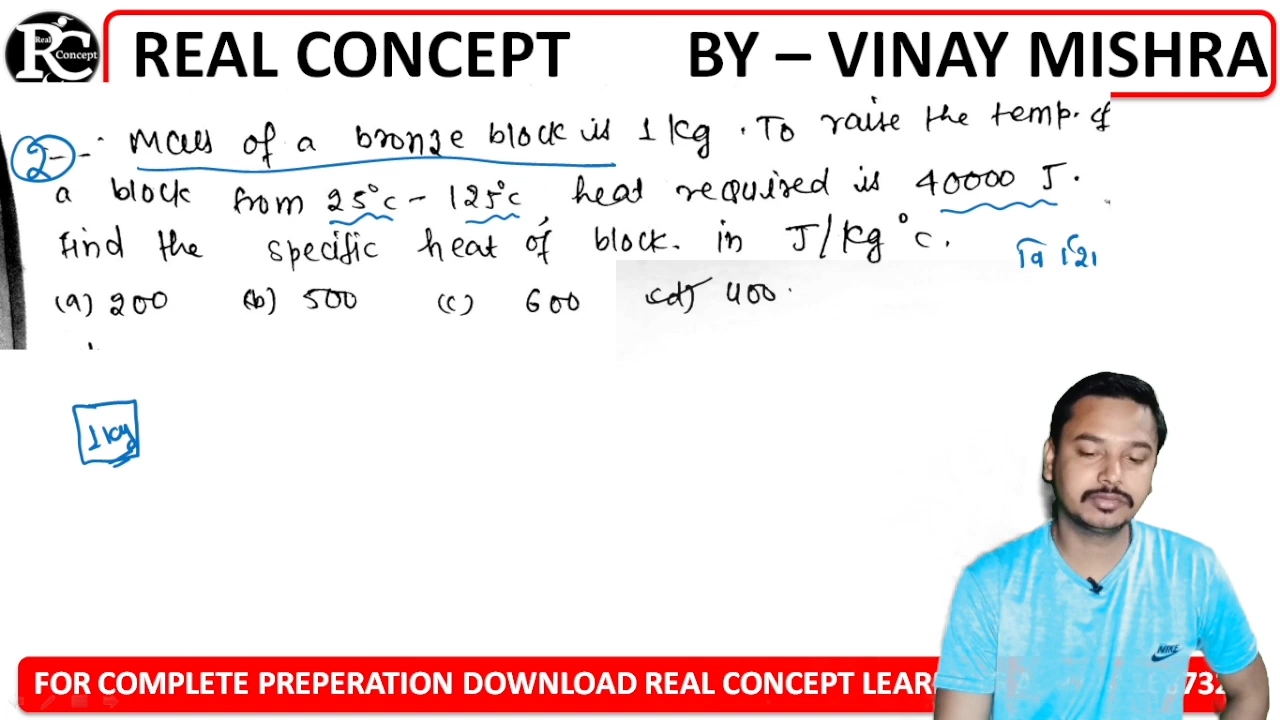 Real
Concept
RC
REAL CONCEPT BY – VINAY MISHRA
2 Mass of a bronze block is 1 kg. To raise the temp. of
a block from 25°c - 125°c heat required is 40000 J.
find the specific heat of block. in J/kg°c.
वि शि
(a) 200 (b) 500 (c) 600 (d) 400.
1 kg
NIKE
FOR COMPLETE PREPERATION DOWNLOAD REAL CONCEPT LEAR